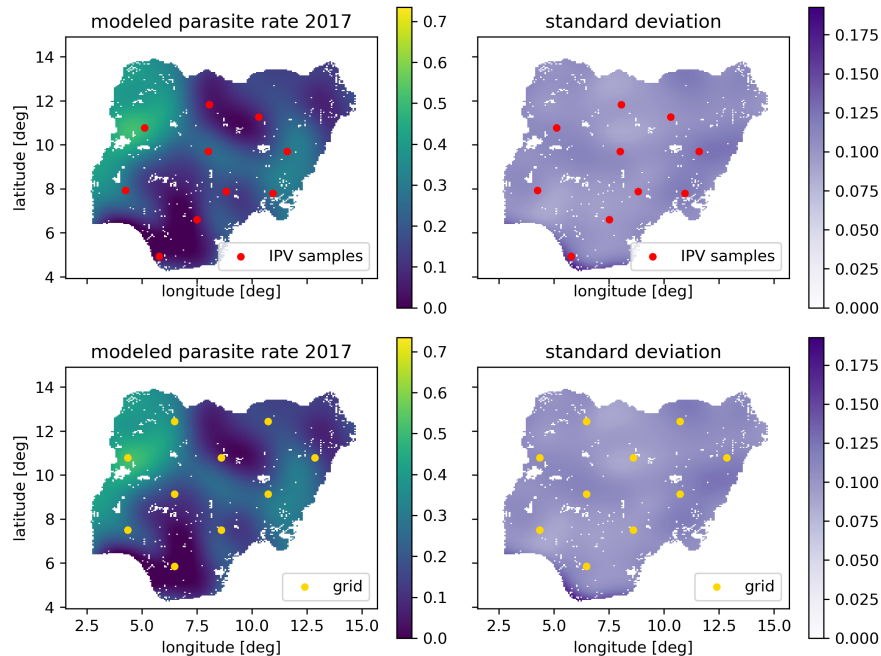 modeled parasite rate 2017
standard deviation
14
12
10
8
6
4
latitude [deg]
longitude [deg]
IPV samples
0.7
0.6
0.5
0.4
0.3
0.2
0.1
0.0
longitude [deg]
IPV samples
0.175
0.150
0.125
0.100
0.075
0.050
0.025
0.000
modeled parasite rate 2017
standard deviation
14
12
10
8
6
4
latitude [deg]
2.5 5.0 7.5 10.0 12.5 15.0
longitude [deg]
grid
0.7
0.6
0.5
0.4
0.3
0.2
0.1
0.0
2.5 5.0 7.5 10.0 12.5 15.0
longitude [deg]
grid
0.175
0.150
0.125
0.100
0.075
0.050
0.025
0.000